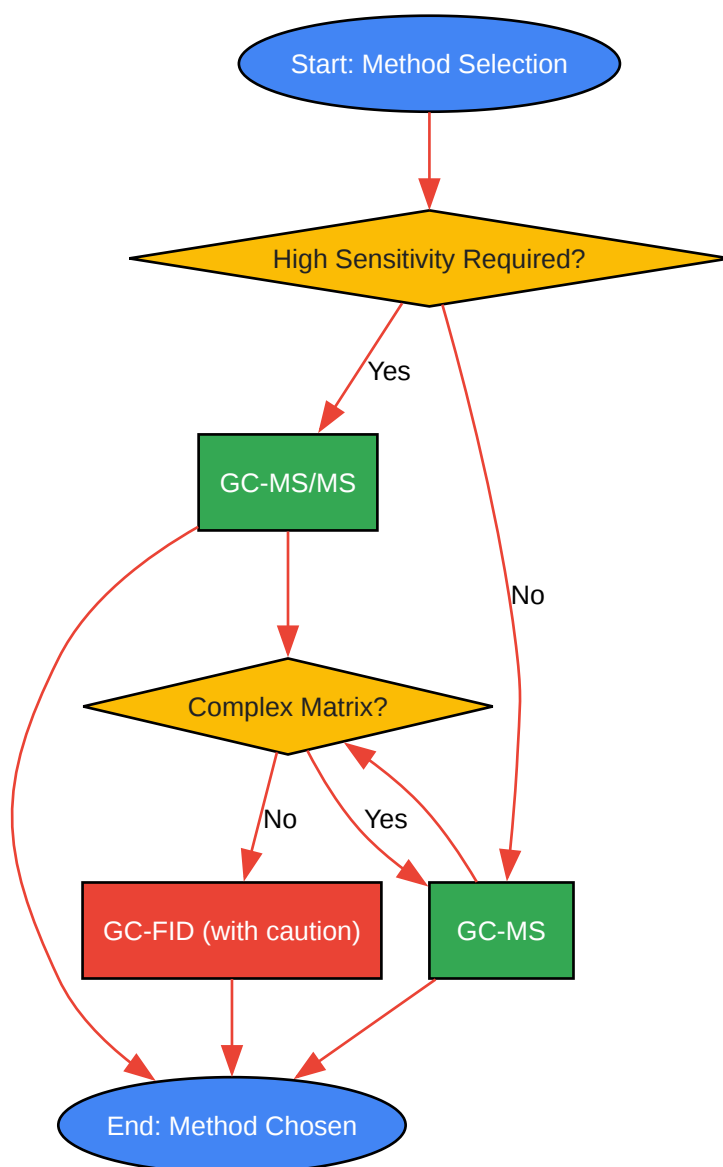 Start: Method Selection
High Sensitivity Required?
Yes
GC-MS/MS
No
Complex Matrix?
No
Yes
GC-FID (with caution)
GC-MS
End: Method Chosen